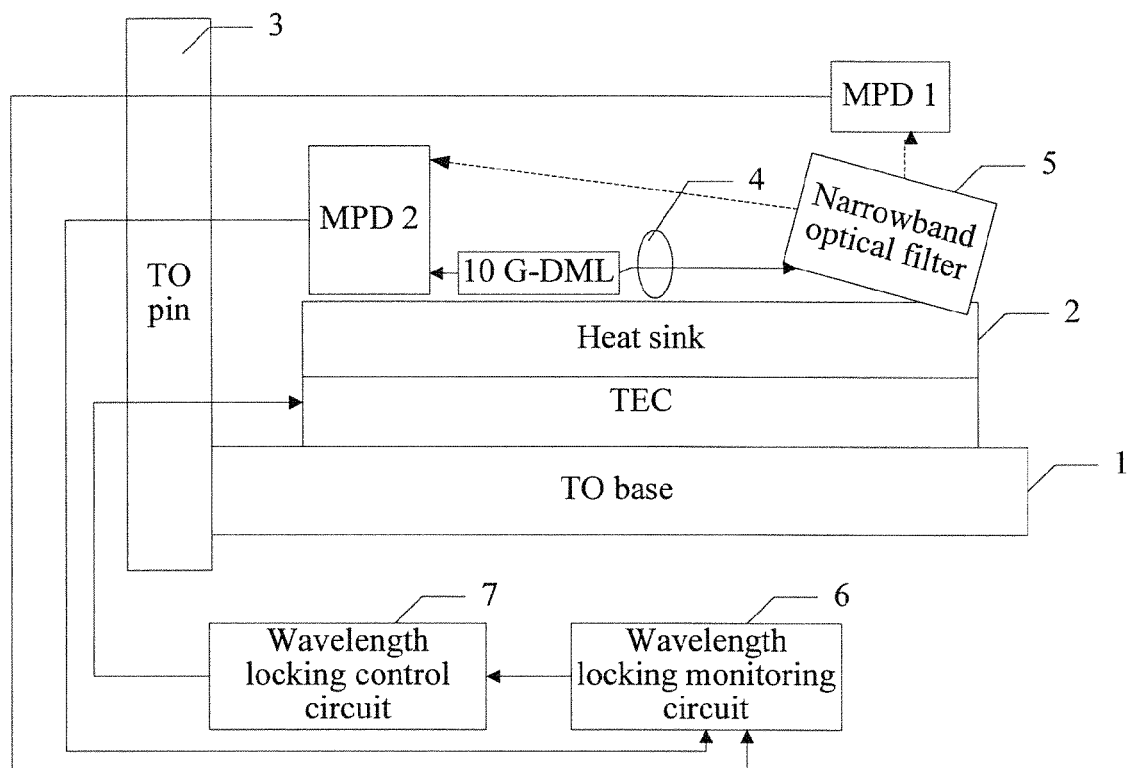 3
MPD 1
5
4
Narrowband
optical filter
MPD 2
10 G-DML
TO
pin
2
Heat sink
TEC
1
TO base
7
6
Wavelength
locking control
circuit
Wavelength
locking monitoring
circuit